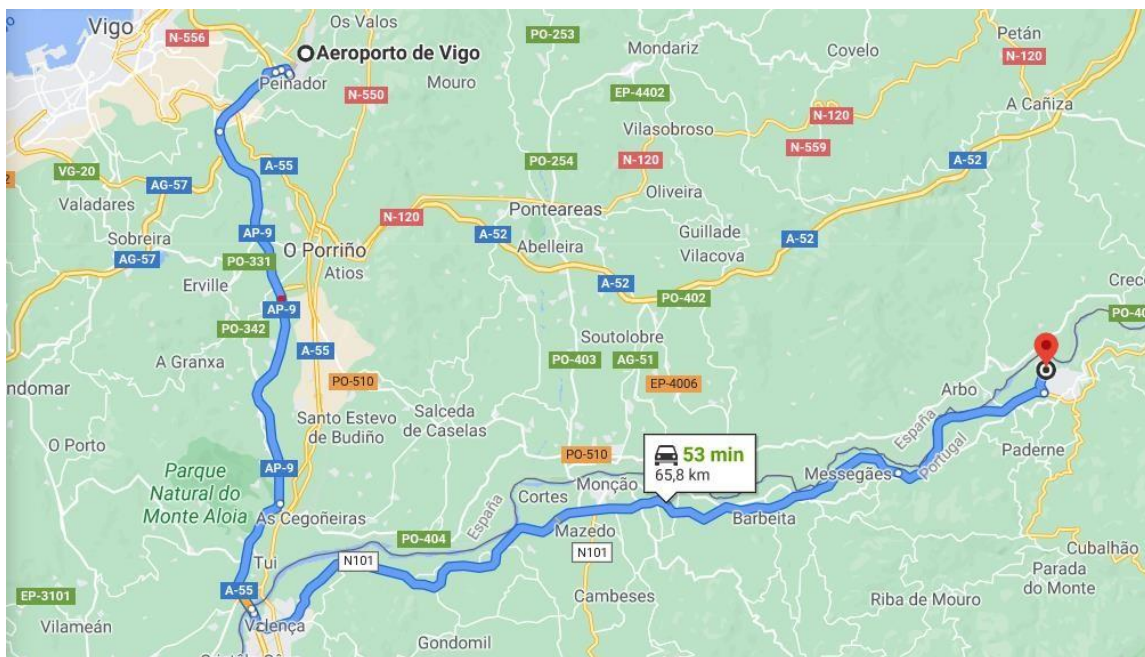 Vigo
N-556
Os Valos
Aeroporto de Vigo
Peinador
Mouro
N-550
PO-253
Mondariz
EP-4402
Covelo
Petán
N-120
A Cañiza
Vilasobroso
N-120
N-559
PO-254
N-120
Oliveira
A-52
VG-20
AG-57
A-55
Valadares
Sobreira
AG-57
AP-9
N-120
Ponteareas
A-52
Abelleira
Guillade
Vilacova
A-52
O Porriño
PO-331
Atios
Erville
AP-9
A-52
PO-402
PO-342
A-55
Soutolobre
A Granxa
PO-403
AG-51
PO-510
EP-4006
Arbo
Santo Estevo
de Budiño
Salceda
de Caselas
España
Portugal
O Porto
Parque
Natural do
Monte Aloia
AP-9
PO-510
53 min
65,8 km
Messegães
Paderne
España
Cortes
Monção
As Cegoñeiras
PO-404
Mazedo
Barbeita
Tui
N101
N101
Cubalhão
Parada
do Monte
A-55
EP-3101
Cambeses
Riba de Mouro
Vilameán
Valença
Gondomil